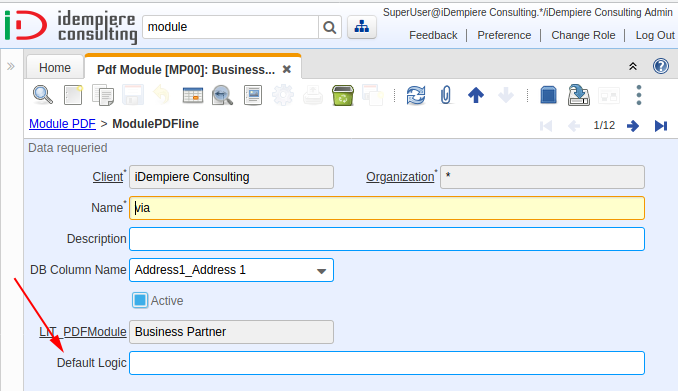 idempiere
consulting
module
SuperUser@iDempiere Consulting.*/iDempiere Consulting Admin
Feedback | Preference | Change Role | Log Out
»
Home
Pdf Module [MP00]: Business... ✖
Module PDF > ModulePDFline
1/12
Data requeried
Client* iDempiere Consulting
Organization* *
Name* via
Description
DB Column Name Address1_Address 1
Active
LIT_PDFModule Business Partner
Default Logic